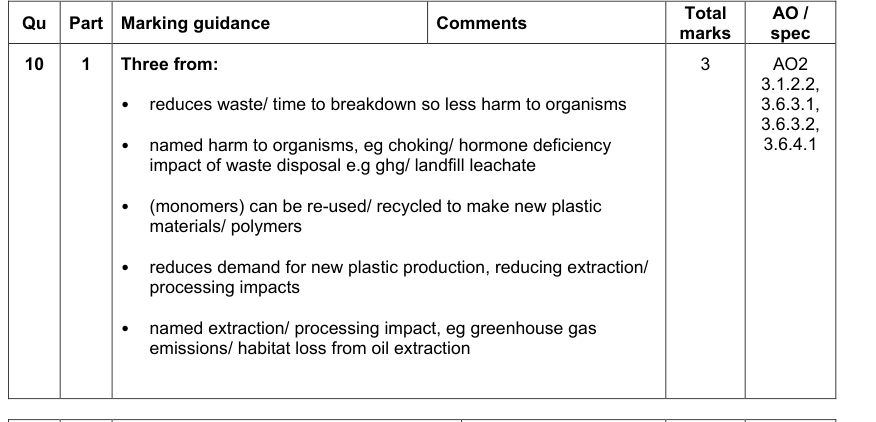 Qu Part Marking guidance Comments Total marks AO / spec
10 1 Three from: 3 AO2
3.1.2.2,
3.6.3.1,
3.6.3.2,
3.6.4.1
• reduces waste/ time to breakdown so less harm to organisms
• named harm to organisms, eg choking/ hormone deficiency
impact of waste disposal e.g ghg/ landfill leachate
• (monomers) can be re-used/ recycled to make new plastic
materials/ polymers
• reduces demand for new plastic production, reducing extraction/
processing impacts
• named extraction/ processing impact, eg greenhouse gas
emissions/ habitat loss from oil extraction